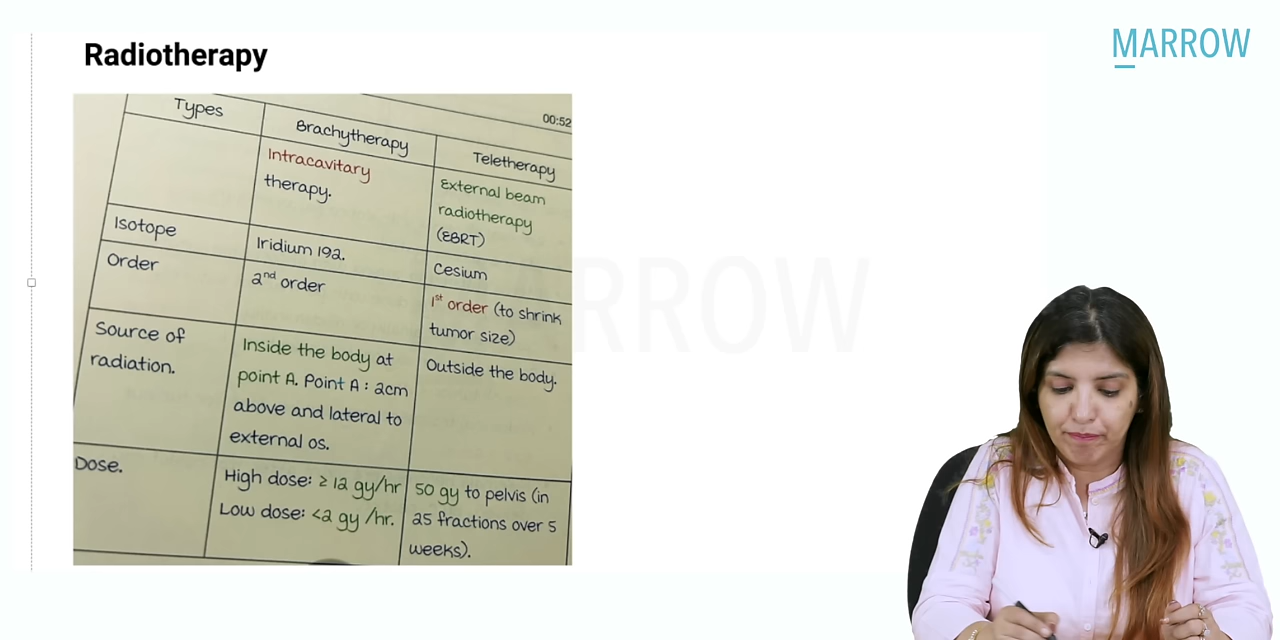 Radiotherapy
MARROW
00:52
Types
Brachytherapy
Teletherapy
Intracavitary
therapy.
External beam
radiotherapy
(EBRT)
Isotope
Iridium 192.
Cesium
Order
2nd order
1st order (to shrink
tumor size)
Source of
radiation.
Inside the body at
point A. Point A : 2cm
above and lateral to
external os.
Outside the body.
Dose.
High dose: ≥ 12 gy/hr
Low dose: <2 gy /hr.
50 gy to pelvis (in
25 fractions over 5
weeks).
MARROW